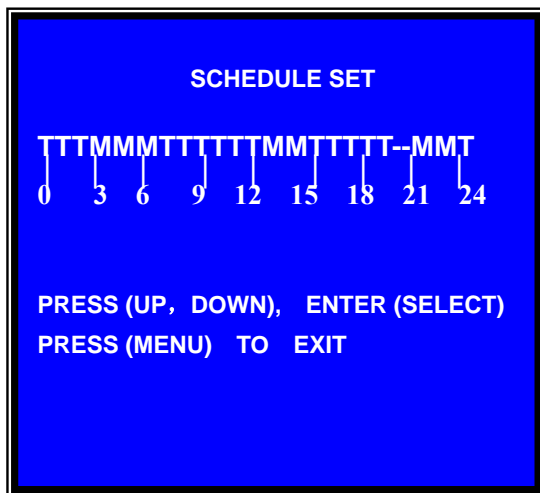 SCHEDULE SET
TTTMMMTTTTTTMMTTTTT--MMT
0 3 6 9 12 15 18 21 24
PRESS (UP，DOWN), ENTER (SELECT)
PRESS (MENU) TO EXIT